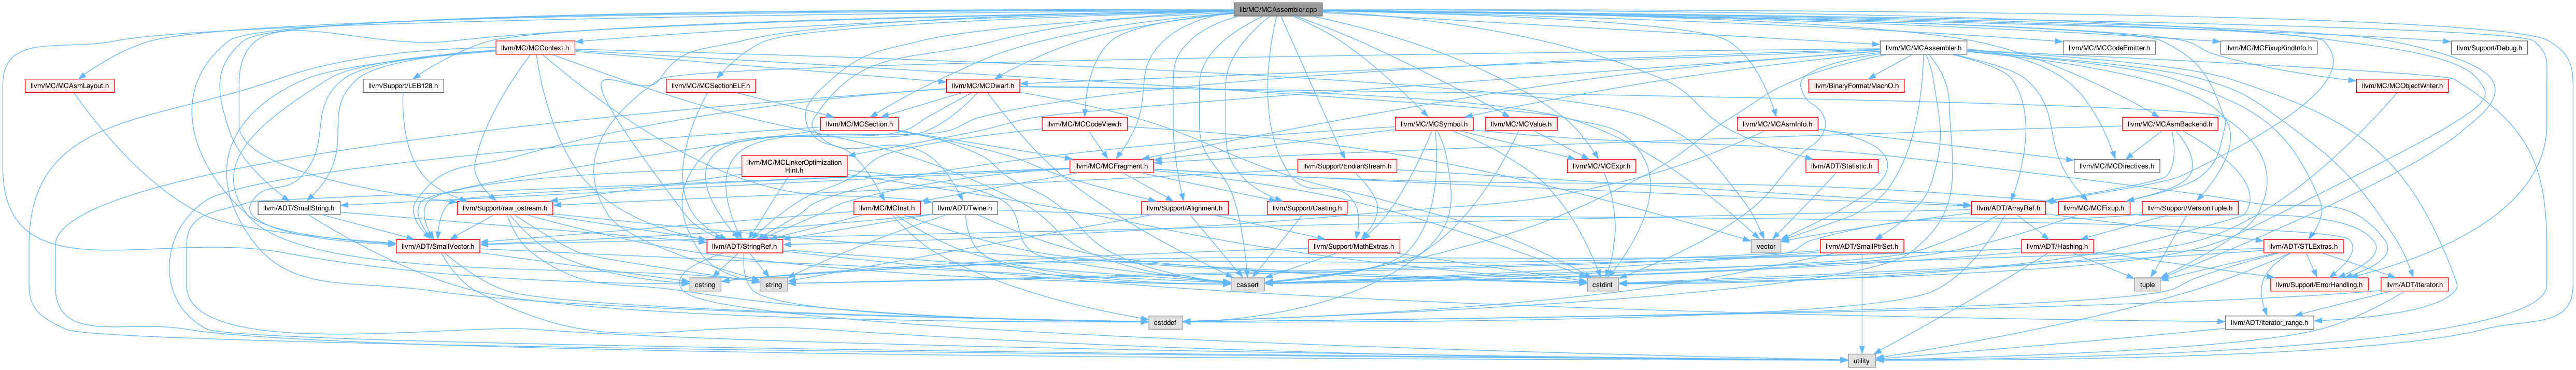 lib/MC/MCAssembler.cpp
llvm/MC/MCContext.h
llvm/MC/MCAssembler.h
llvm/MC/MCCodeEmitter.h
llvm/MC/MCFixupKindInfo.h
llvm/Support/Debug.h
llvm/MC/MCAsmLayout.h
llvm/Support/LEB128.h
llvm/MC/MCSectionELF.h
llvm/MC/MCDwarf.h
llvm/BinaryFormat/MachO.h
llvm/MC/MCObjectWriter.h
llvm/MC/MCSection.h
llvm/MC/MCCodeView.h
llvm/MC/MCSymbol.h
llvm/MC/MCValue.h
llvm/MC/MCAsmInfo.h
llvm/MC/MCAsmBackend.h
llvm/MC/MCLinkerOptimization
Hint.h
llvm/MC/MCFragment.h
llvm/Support/EndianStream.h
llvm/MC/MCExpr.h
llvm/ADT/Statistic.h
llvm/MC/MCDirectives.h
llvm/ADT/SmallString.h
llvm/Support/raw_ostream.h
llvm/MC/MCInst.h
llvm/ADT/Twine.h
llvm/Support/Alignment.h
llvm/Support/Casting.h
llvm/ADT/ArrayRef.h
llvm/MC/MCFixup.h
llvm/Support/VersionTuple.h
llvm/ADT/SmallVector.h
llvm/ADT/StringRef.h
llvm/Support/MathExtras.h
vector
llvm/ADT/SmallPtrSet.h
llvm/ADT/Hashing.h
llvm/ADT/STLExtras.h
cstring
string
cassert
cstdint
tuple
llvm/Support/ErrorHandling.h
llvm/ADT/iterator.h
cstddef
llvm/ADT/iterator_range.h
utility